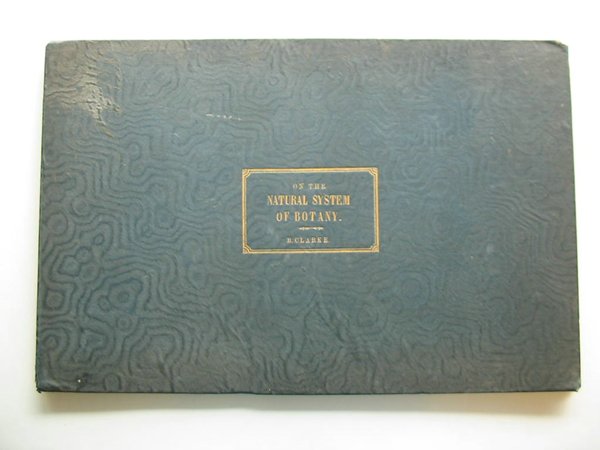 ON THE
NATURAL SYSTEM
OF BOTANY.
B. CLARKE.